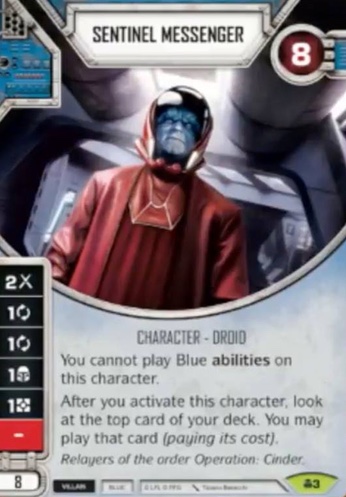 SENTINEL MESSENGER
8
CHARACTER - DROID
You cannot play Blue abilities on
this character.
After you activate this character, look
at the top card of your deck. You may
play that card (paying its cost).
Relayers of the order Operation: Cinder.
2X
1
1
1
1
-
8
VILLAIN
BLUE
3